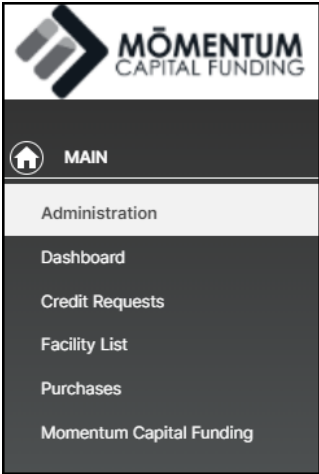 MŌMENTUM
CAPITAL FUNDING
MAIN
Administration
Dashboard
Credit Requests
Facility List
Purchases
Momentum Capital Funding